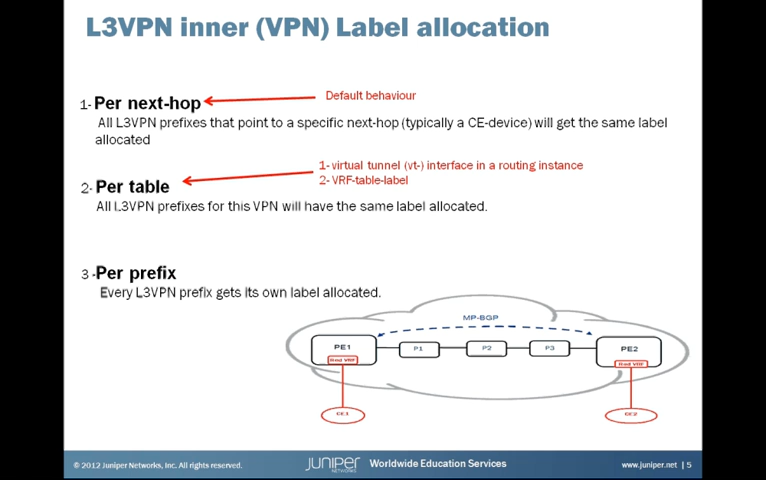 L3VPN inner (VPN) Label allocation
1- Per next-hop
Default behaviour
All L3VPN prefixes that point to a specific next-hop (typically a CE-device) will get the same label
allocated
1- virtual tunnel (vt-) interface in a routing instance
2- Per table
2- VRF-table-label
All L3VPN prefixes for this VPN will have the same label allocated.
3 -Per prefix
Every L3VPN prefix gets its own label allocated.
MP-BGP
PE1
P1
P2
P3
PE2
Red VRF
Red VRF
CE1
CE2
© 2012 Juniper Networks, Inc. All rights reserved.
JUNIPER
NETWORKS
Worldwide Education Services
www.juniper.net | 5